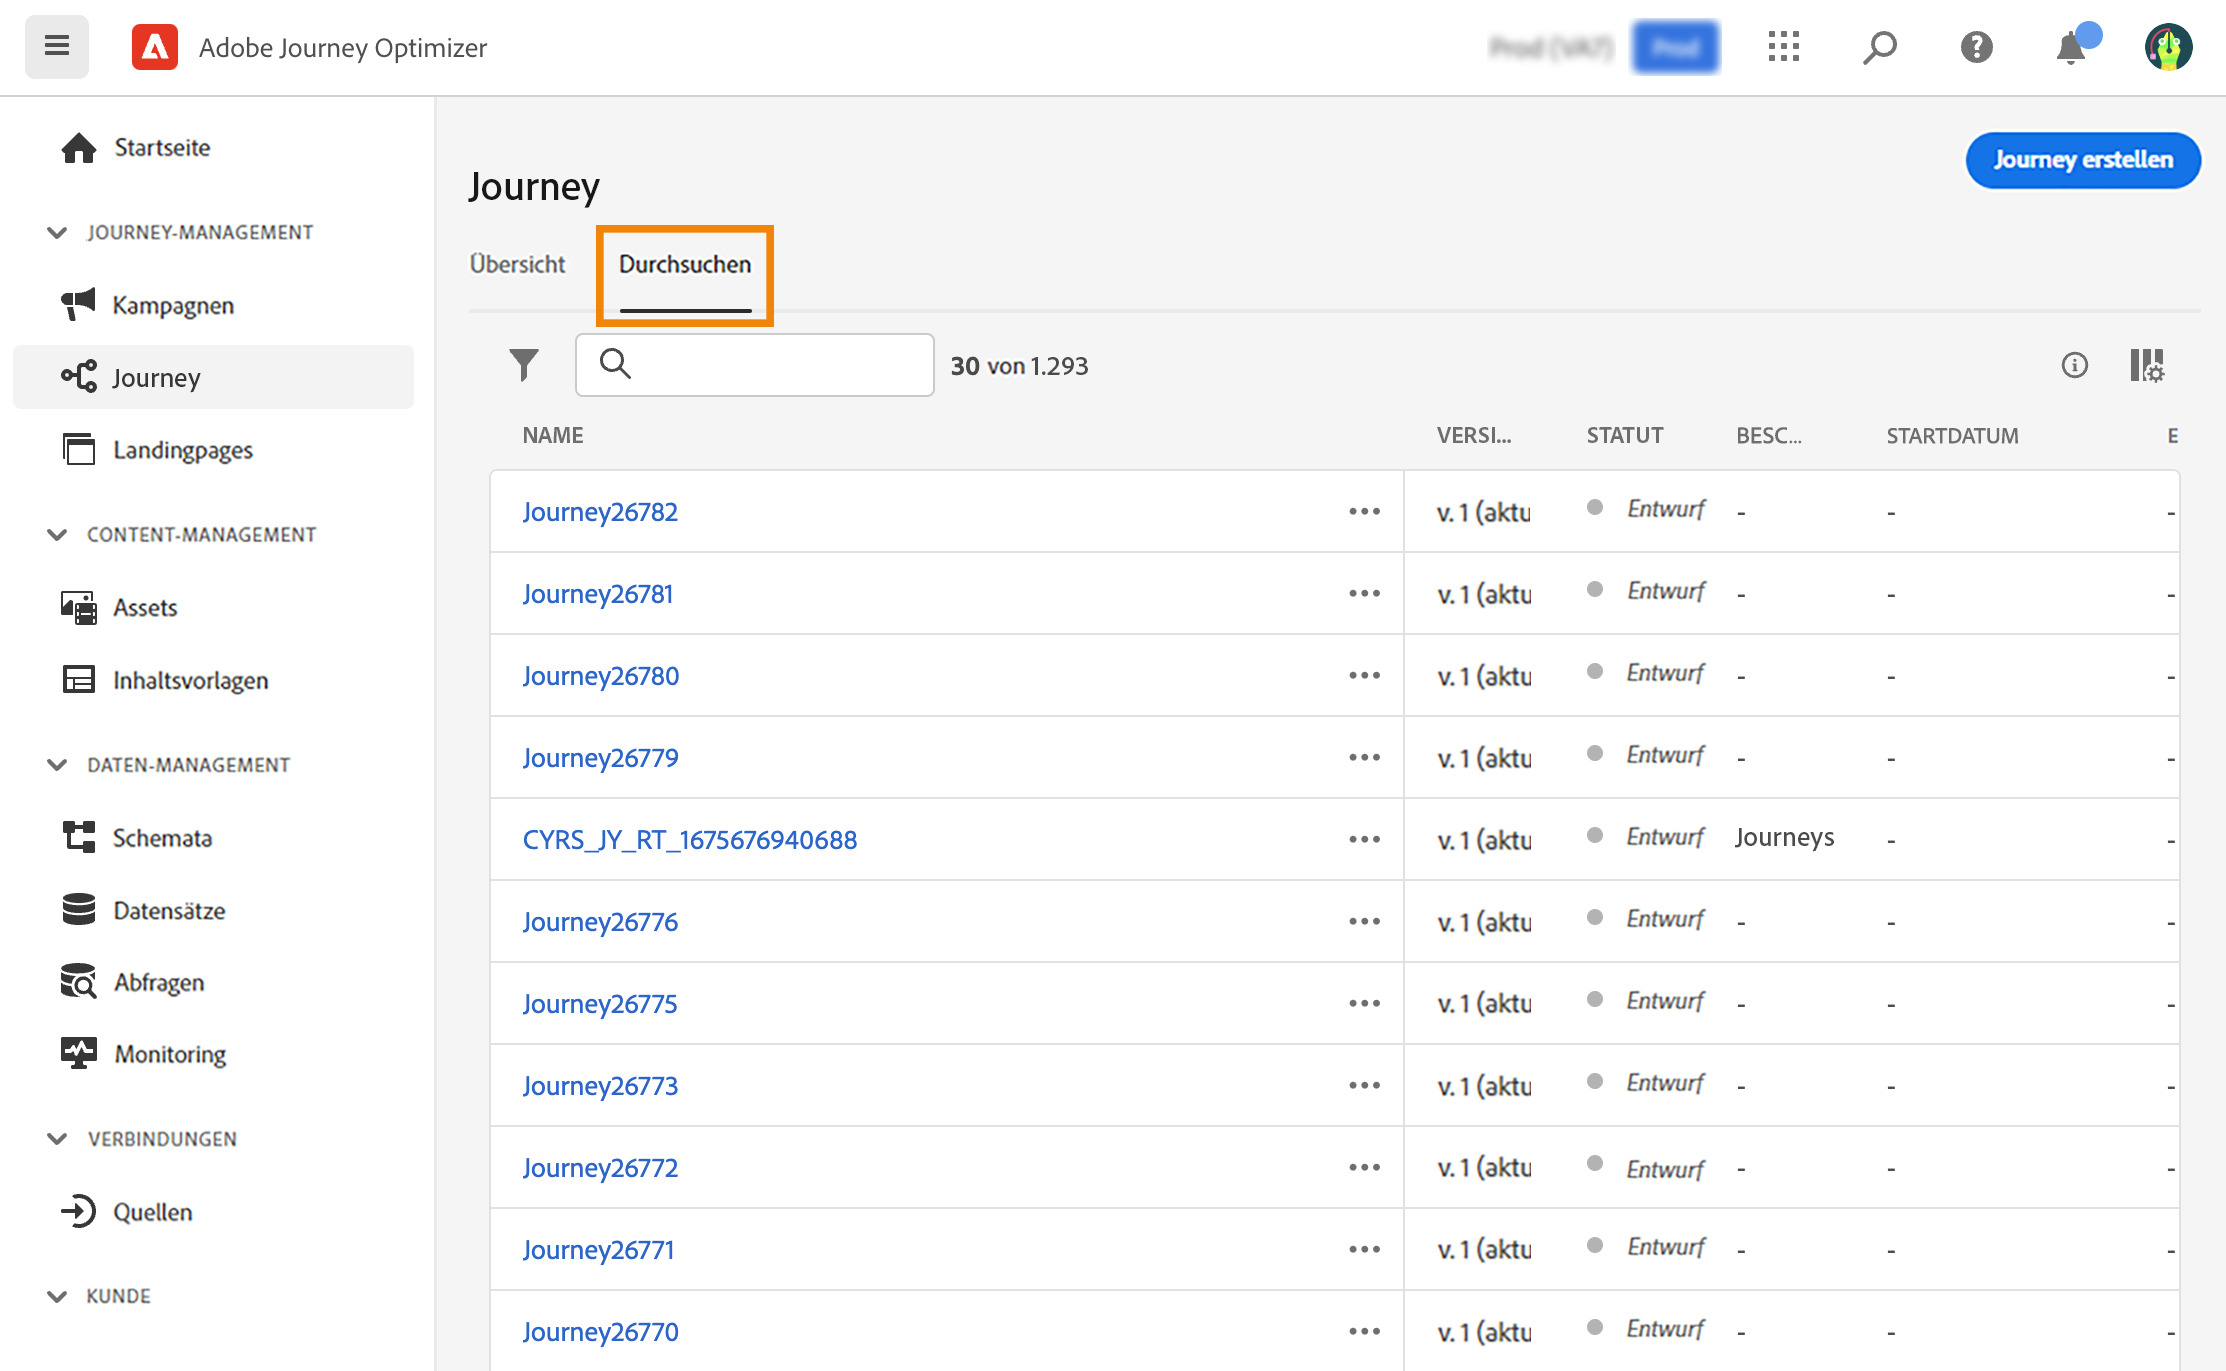 Adobe Journey Optimizer
Startseite
JOURNEY-MANAGEMENT
Kampagnen
Journey
Landingpages
CONTENT-MANAGEMENT
Assets
Inhaltsvorlagen
DATEN-MANAGEMENT
Schemata
Datensätze
Abfragen
Monitoring
VERBINDUNGEN
Quellen
KUNDE
Journey
Journey erstellen
Übersicht Durchsuchen
30 von 1.293
NAME VERSI... STATUT BESC... STARTDATUM E
Journey26782 v. 1 (aktu Entwurf - - -
Journey26781 v. 1 (aktu Entwurf - - -
Journey26780 v. 1 (aktu Entwurf - - -
Journey26779 v. 1 (aktu Entwurf - - -
CYRS_JY_RT_1675676940688 v. 1 (aktu Entwurf Journeys - -
Journey26776 v. 1 (aktu Entwurf - - -
Journey26775 v. 1 (aktu Entwurf - - -
Journey26773 v. 1 (aktu Entwurf - - -
Journey26772 v. 1 (aktu Entwurf - - -
Journey26771 v. 1 (aktu Entwurf - - -
Journey26770 v. 1 (aktu Entwurf - - -